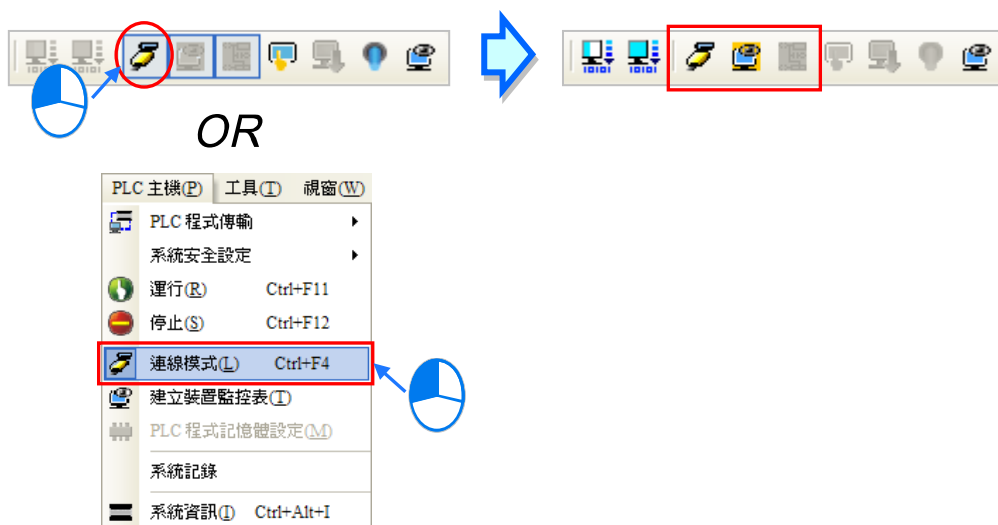 OR
PLC 主機(P) 工具(T) 視窗(W)
PLC 程式傳輸
系統安全設定
運行(R) Ctrl+F11
停止(S) Ctrl+F12
連線模式(L) Ctrl+F4
建立裝置監控表(T)
PLC 程式記憶體設定(M)
系統記錄
系統資訊(I) Ctrl+Alt+I